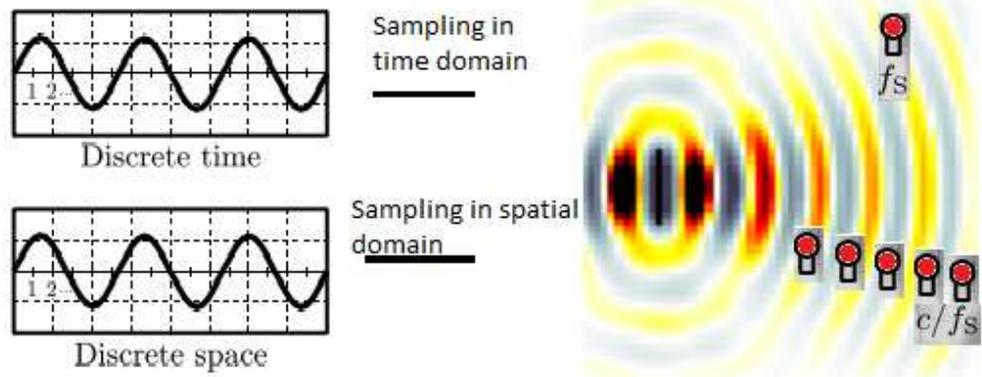 1 2...
Discrete time
Sampling in
time domain
fs
1 2...
Discrete space
Sampling in spatial
domain
c/fs